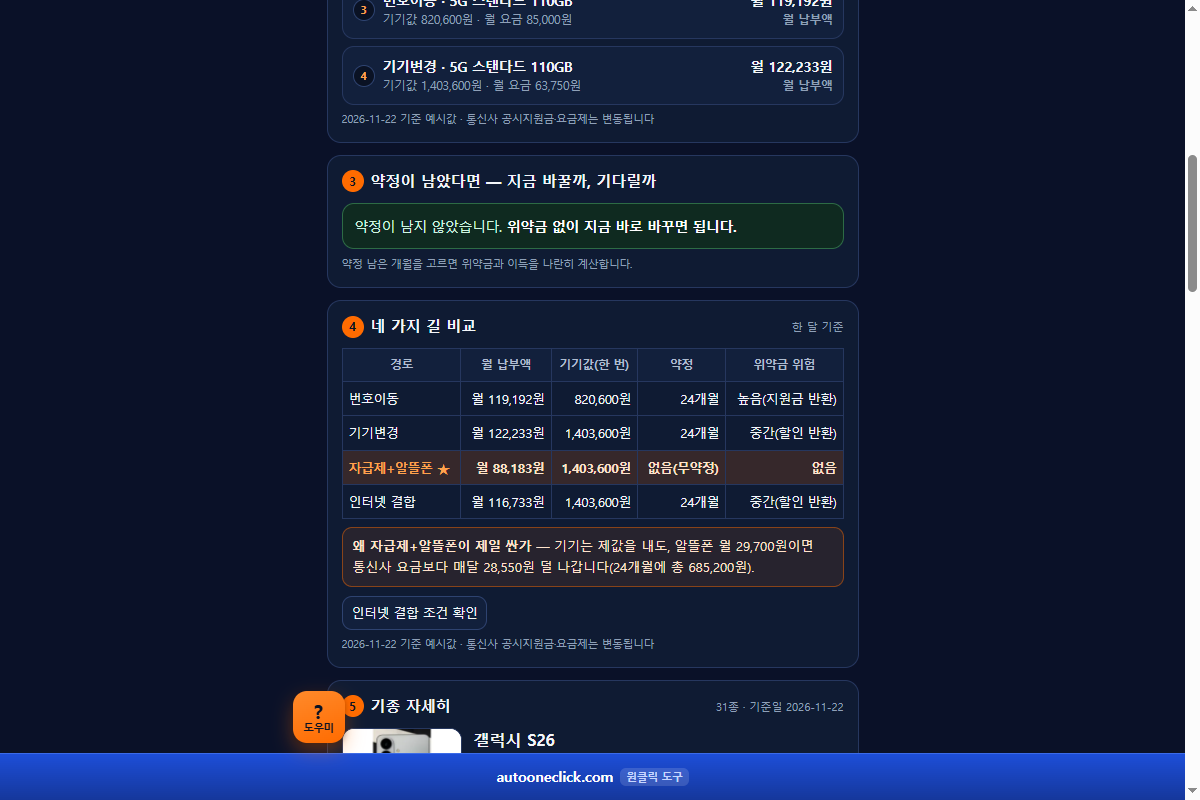 3
번호이동 · 5G 스탠다드 110GB
월 119,192원
기기값 820,600원 · 월 요금 85,000원
월 납부액
4
기기변경 · 5G 스탠다드 110GB
월 122,233원
기기값 1,403,600원 · 월 요금 63,750원
월 납부액
2026-11-22 기준 예시값 · 통신사 공시지원금·요금제는 변동됩니다
3 약정이 남았다면 — 지금 바꿀까, 기다릴까
약정이 남지 않았습니다. 위약금 없이 지금 바로 바꾸면 됩니다.
약정 남은 개월을 고르면 위약금과 이득을 나란히 계산합니다.
4 네 가지 길 비교 한 달 기준
경로 월 납부액 기기값(한 번) 약정 위약금 위험
번호이동 월 119,192원 820,600원 24개월 높음(지원금 반환)
기기변경 월 122,233원 1,403,600원 24개월 중간(할인 반환)
자급제+알뜰폰 ★ 월 88,183원 1,403,600원 없음(무약정) 없음
인터넷 결합 월 116,733원 1,403,600원 24개월 중간(할인 반환)
왜 자급제+알뜰폰이 제일 싼가 — 기기는 제값을 내도, 알뜰폰 월 29,700원이면
통신사 요금보다 매달 28,550원 덜 나갑니다(24개월에 총 685,200원).
인터넷 결합 조건 확인
2026-11-22 기준 예시값 · 통신사 공시지원금·요금제는 변동됩니다
5 기종 자세히 31종 · 기준일 2026-11-22
?
도우미
갤럭시 S26
autooneclick.com 원클릭 도구